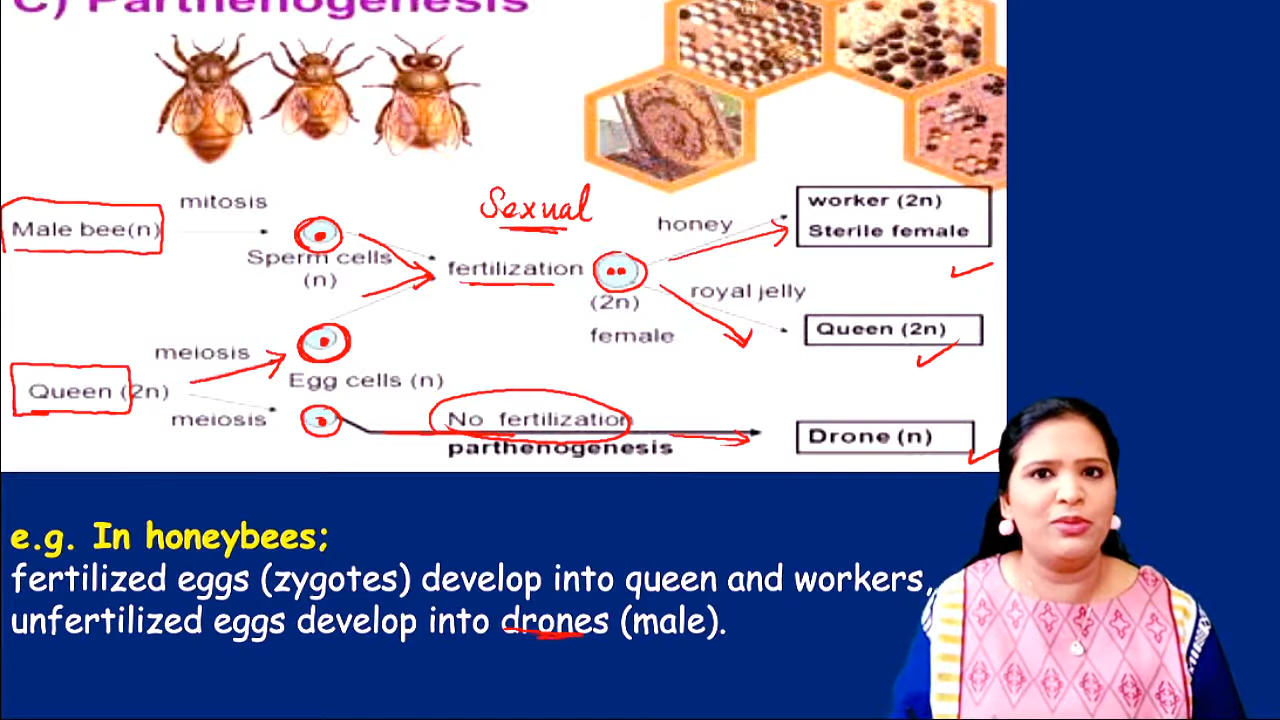 C) Parthenogenesis
mitosis
Sexual
worker (2n)
Male bee(n)
honey
Sterile female
Sperm cells
(n)
fertilization
royal jelly
(2n)
female
Queen (2n)
meiosis
Queen (2n)
Egg cells (n)
meiosis
No fertilization
parthenogenesis
Drone (n)
e.g. In honeybees;
fertilized eggs (zygotes) develop into queen and workers,
unfertilized eggs develop into drones (male).